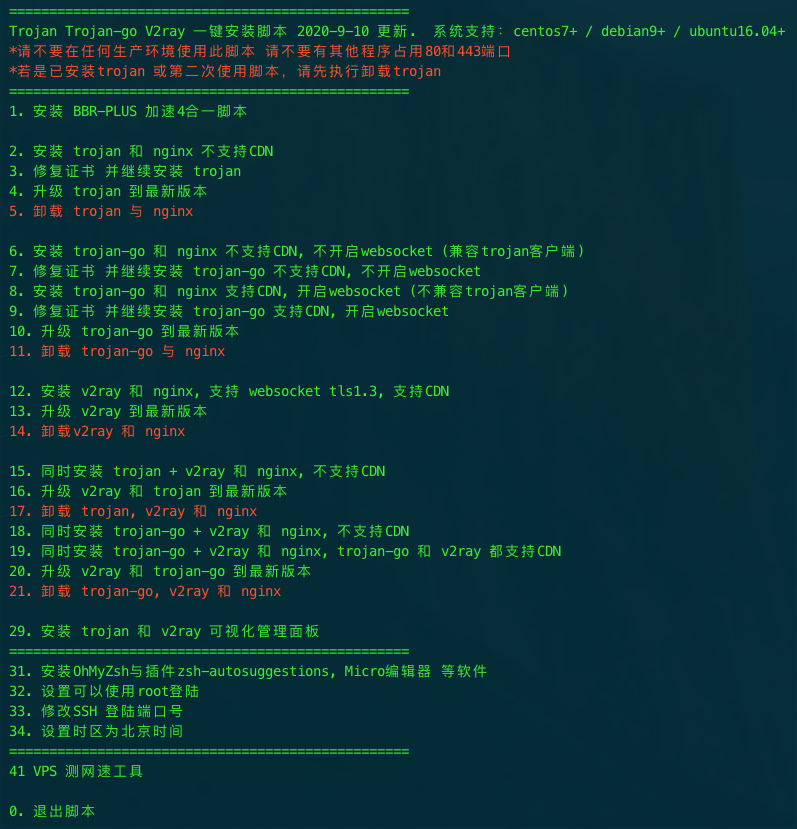 ==================================================
Trojan Trojan-go V2ray 一键安装脚本 2020-9-10 更新.  系统支持: centos7+ / debian9+ / ubuntu16.04+
*请不要在任何生产环境使用此脚本 请不要有其他程序占用80和443端口
*若是已安装trojan 或第二次使用脚本, 请先执行卸载trojan
==================================================
1. 安装 BBR-PLUS 加速4合一脚本
2. 安装 trojan 和 nginx 不支持CDN
3. 修复证书 并继续安装 trojan
4. 升级 trojan 到最新版本
5. 卸载 trojan 与 nginx
6. 安装 trojan-go 和 nginx 不支持CDN, 不开启websocket (兼容trojan客户端)
7. 修复证书 并继续安装 trojan-go 不支持CDN, 不开启websocket
8. 安装 trojan-go 和 nginx 支持CDN, 开启websocket (不兼容trojan客户端)
9. 修复证书 并继续安装 trojan-go 支持CDN, 开启websocket
10. 升级 trojan-go 到最新版本
11. 卸载 trojan-go 与 nginx
12. 安装 v2ray 和 nginx, 支持 websocket tls1.3, 支持CDN
13. 升级 v2ray 到最新版本
14. 卸载v2ray 和 nginx
15. 同时安装 trojan + v2ray 和 nginx, 不支持CDN
16. 升级 v2ray 和 trojan 到最新版本
17. 卸载 trojan, v2ray 和 nginx
18. 同时安装 trojan-go + v2ray 和 nginx, 不支持CDN
19. 同时安装 trojan-go + v2ray 和 nginx, trojan-go 和 v2ray 都支持CDN
20. 升级 v2ray 和 trojan-go 到最新版本
21. 卸载 trojan-go, v2ray 和 nginx
29. 安装 trojan 和 v2ray 可视化管理面板
==================================================
31. 安装OhMyZsh与插件zsh-autosuggestions, Micro编辑器 等软件
32. 设置可以使用root登陆
33. 修改SSH 登陆端口号
34. 设置时区为北京时间
==================================================
41 VPS 测网速工具
0. 退出脚本